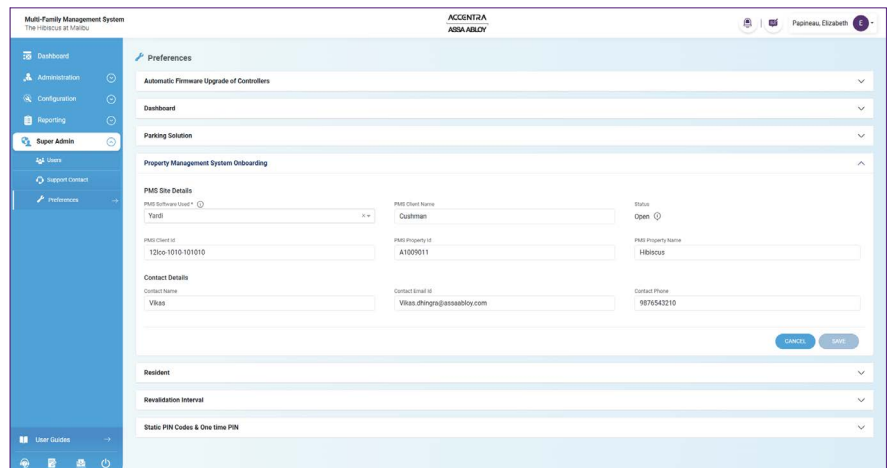 Multi-Family Management System
The Hibiscus at Malibu
ACCENTRA
ASSA ABLOY
Papineau, Elizabeth E
Dashboard
Administration
Configuration
Reporting
Super Admin
Users
Support Contact
Preferences
User Guides
Preferences
Automatic Firmware Upgrade of Controllers
Dashboard
Parking Solution
Property Management System Onboarding
PMS Site Details
PMS Software Used * PMS Client Name Status
Yardi Cushman Open
PMS Client Id PMS Property Id PMS Property Name
12lco-1010-101010 A1009011 Hibiscus
Contact Details
Contact Name Contact Email Id Contact Phone
Vikas Vikas.dhingra@assaabloy.com 9876543210
CANCEL SAVE
Resident
Revalidation Interval
Static PIN Codes & One time PIN